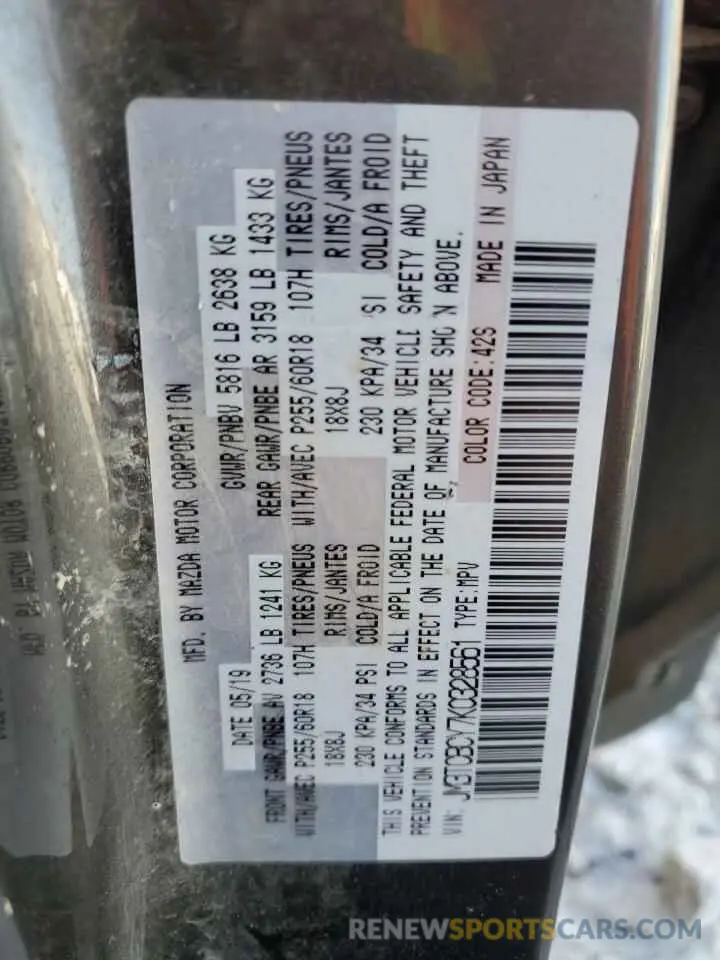 MFD. BY MAZDA MOTOR CORPORATION
DATE 05/19 GVWR/PNBV 5816 LB 2638 KG
FRONT GAWR/PNBE AV 2736 LB 1241 KG REAR GAWR/PNBE AR 3159 LB 1433 KG
WITH/AVEC P255/60R18 107H TIRES/PNEUS WITH/AVEC P255/60R18 107H TIRES/PNEUS
18X8J RIMS/JANTES 18X8J RIMS/JANTES
230 KPA/34 PSI COLD/A FROID 230 KPA/34 SI COLD/A FROID
THIS VEHICLE CONFORMS TO ALL APPLICABLE FEDERAL MOTOR VEHICLE SAFETY AND THEFT
PREVENTION STANDARDS IN EFFECT ON THE DATE OF MANUFACTURE SHO N ABOVE.
VIN: JM3TCBCY7K0328561 TYPE:MPV COLOR CODE:42S MADE IN JAPAN
RENEWSPORTSCARS.COM